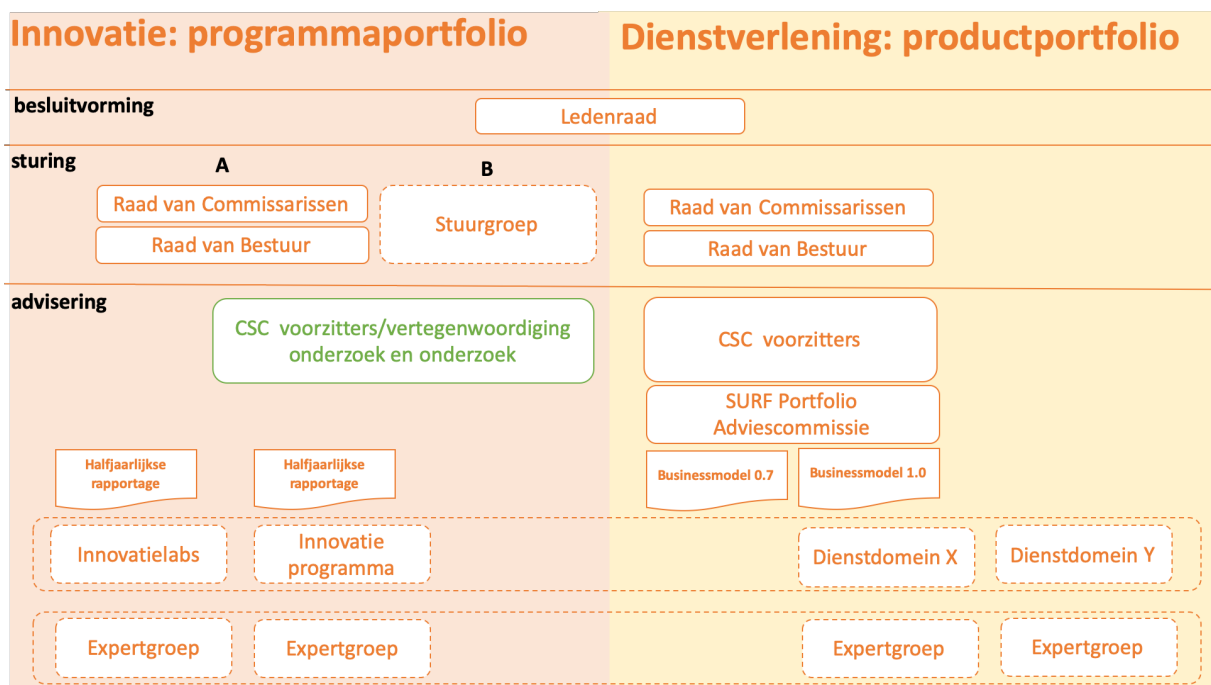 Innovatie: programmaportfolio
Dienstverlening: productportfolio
besluitvorming
Ledenraad
sturing
A
B
Raad van Commissarissen
Raad van Bestuur
Stuurgroep
Raad van Commissarissen
Raad van Bestuur
advisering
CSC voorzitters/vertegenwoordiging
onderzoek en onderzoek
CSC voorzitters
SURF Portfolio
Adviescommissie
Halfjaarlijkse
rapportage
Halfjaarlijkse
rapportage
Businessmodel 0.7
Businessmodel 1.0
Innovatielabs
Innovatie
programma
Dienstdomein X
Dienstdomein Y
Expertgroep
Expertgroep
Expertgroep
Expertgroep